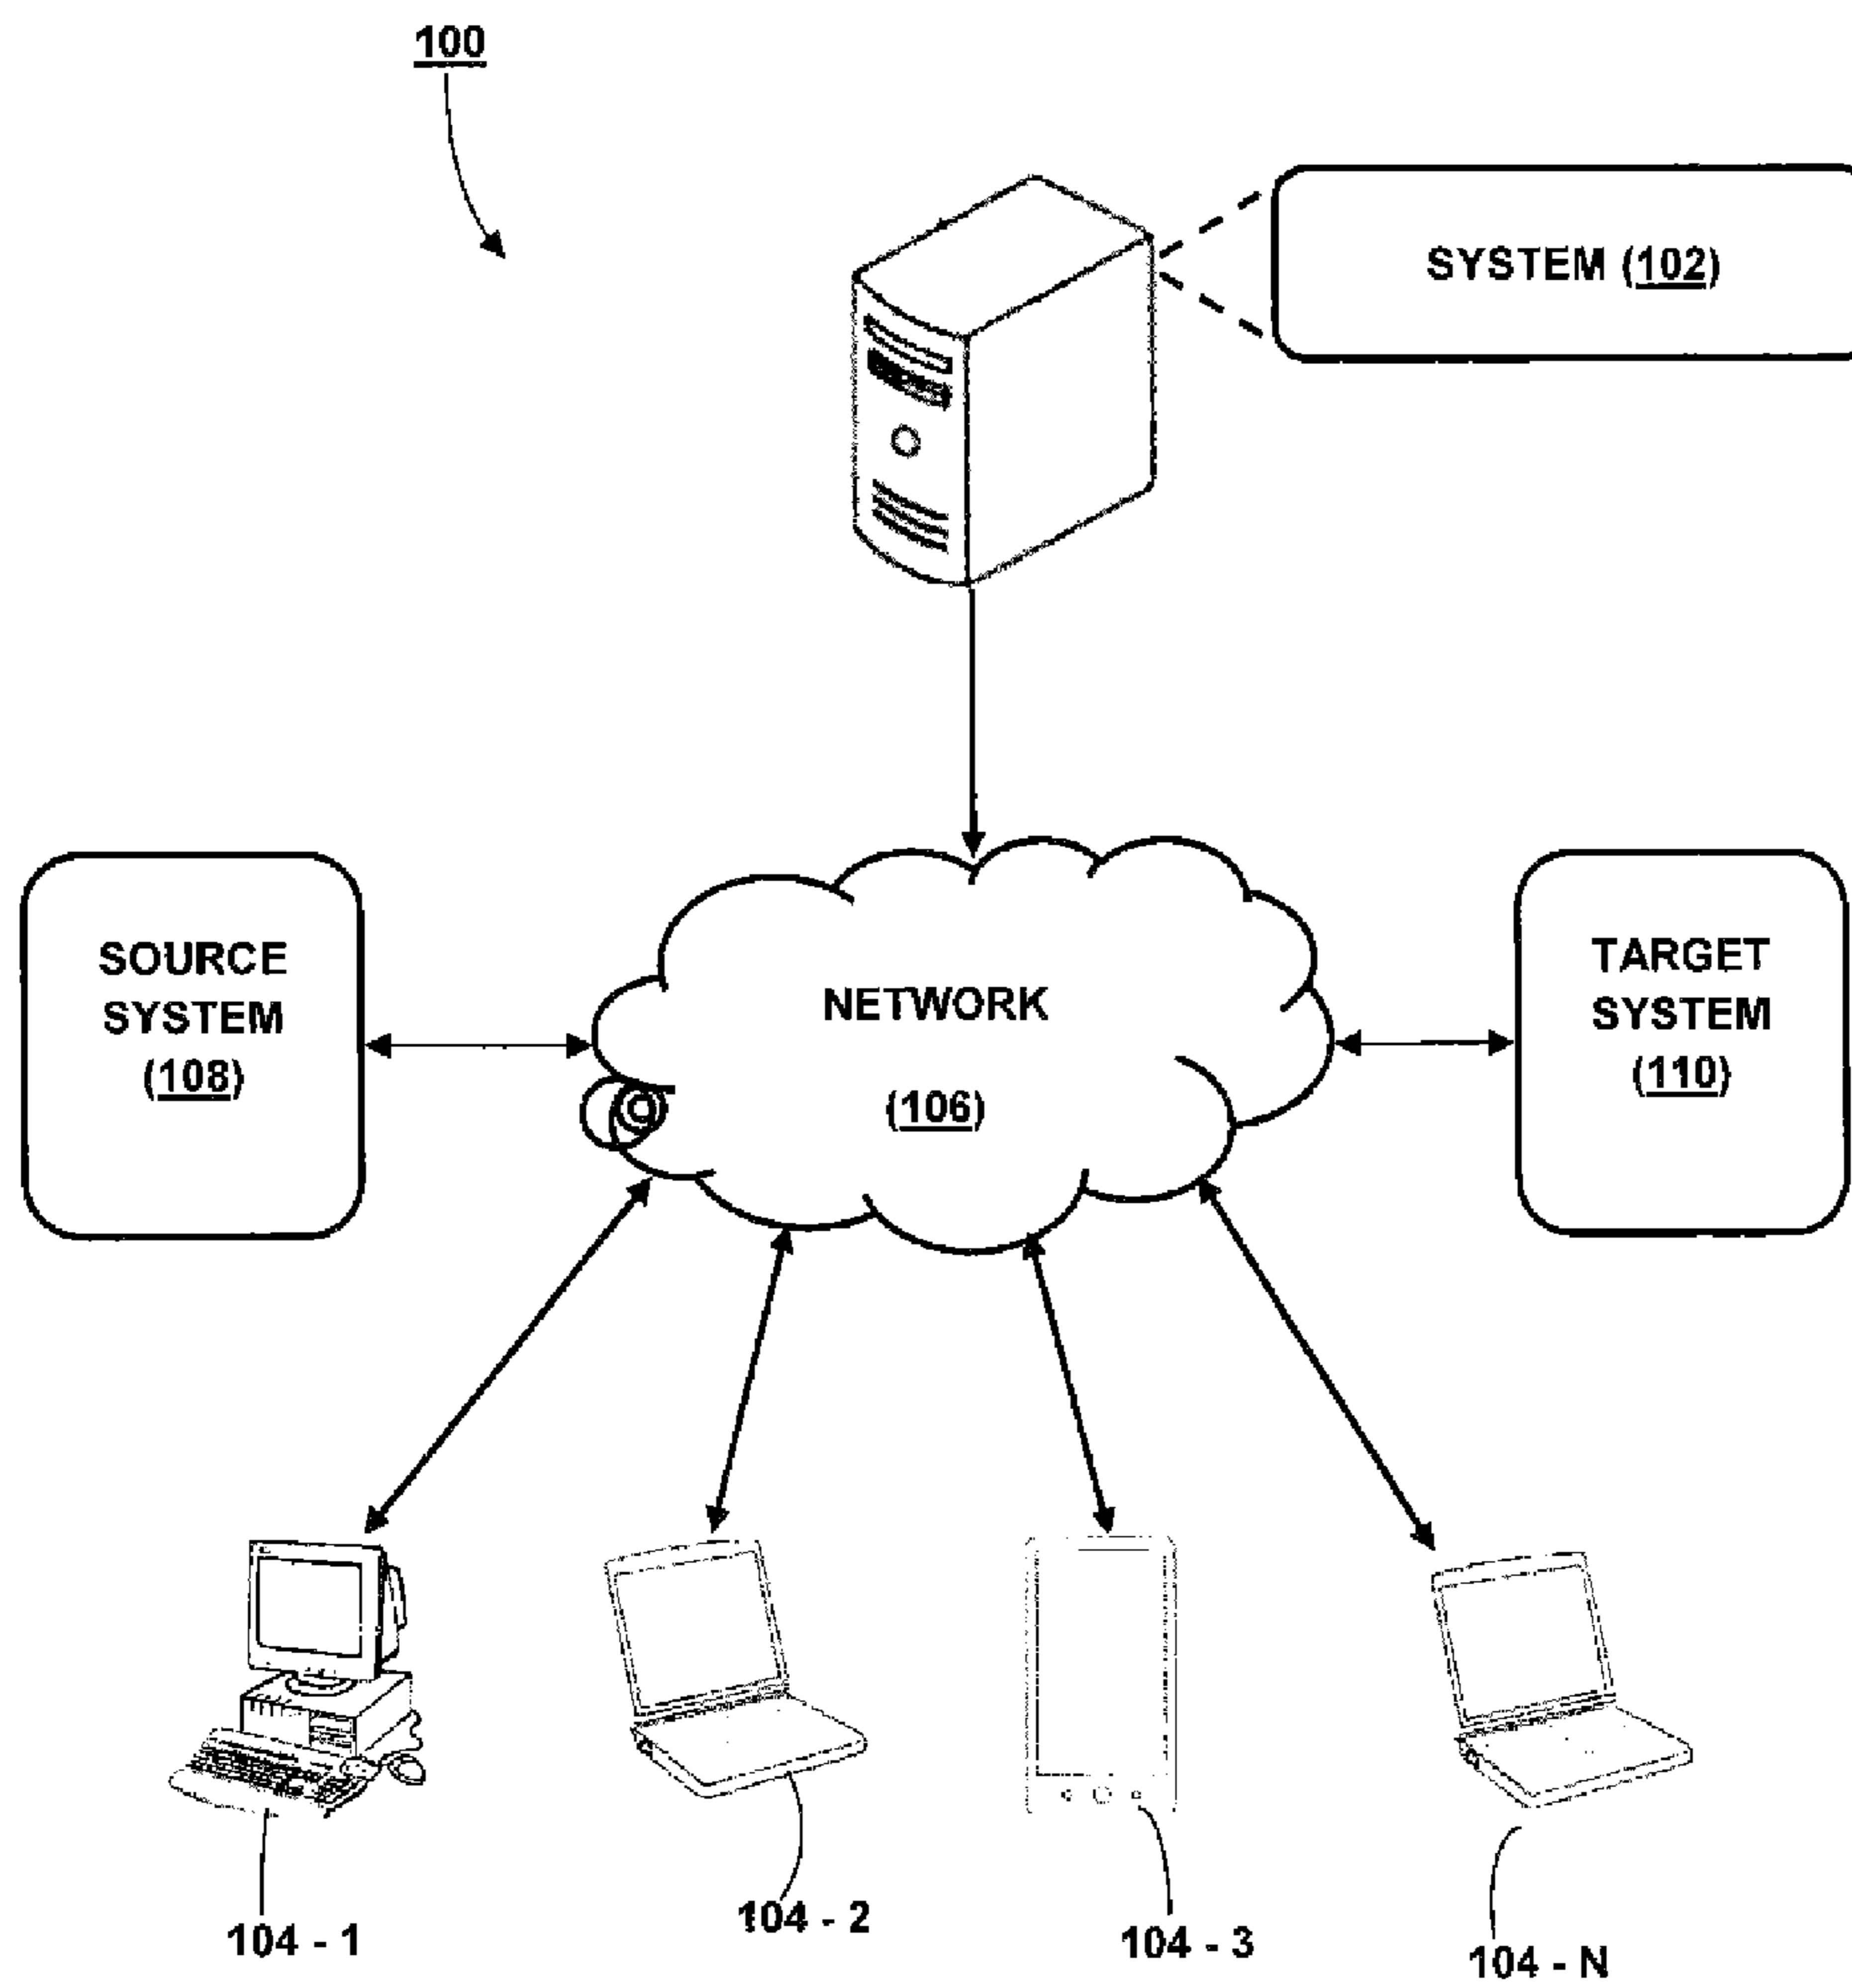 100
SYSTEM (102)
SOURCE
SYSTEM
(108)
NETWORK
(106)
TARGET
SYSTEM
(110)
104 - 1
104 - 2
104 - 3
104 - N